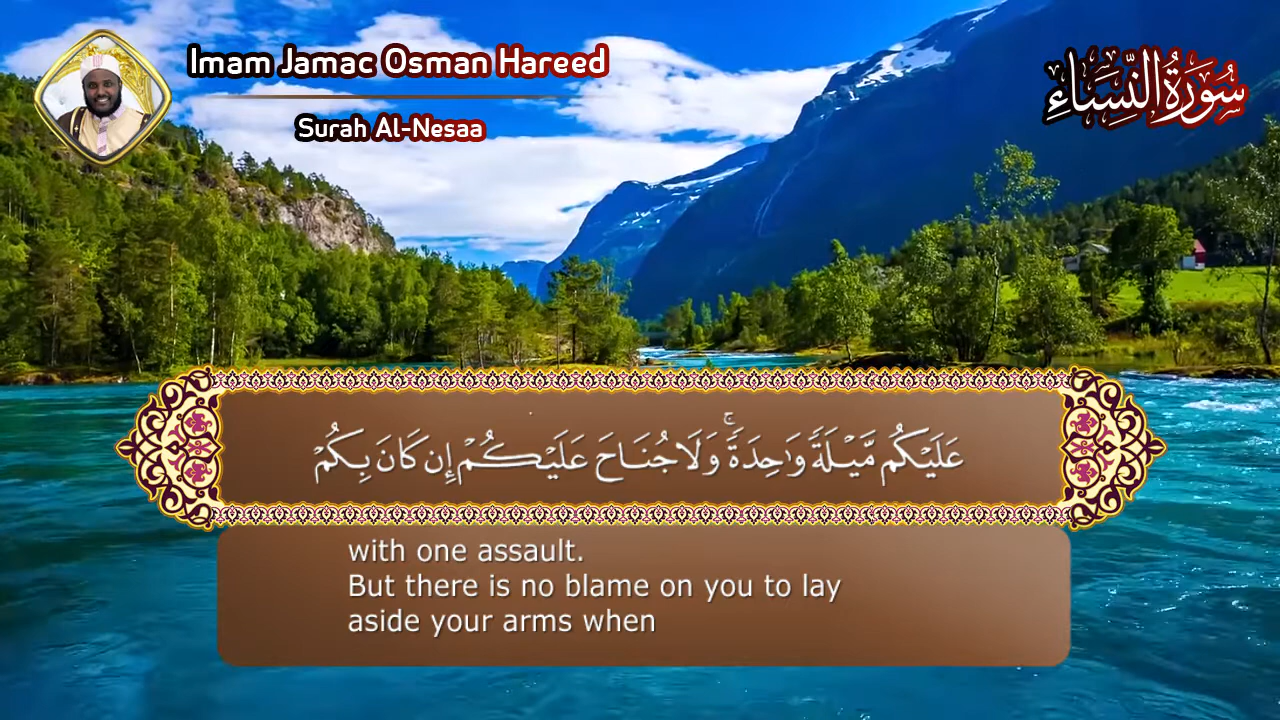 Imam Jamac Osman Hareed
Surah Al-Nesaa
سُورَةُ النِّسَاءِ
عَلَيْكُم مَّيْلَةً وَٰحِدَةً ۚ وَلَا جُنَاحَ عَلَيْكُمْ إِن كَانَ بِكُمْ
with one assault.
But there is no blame on you to lay
aside your arms when